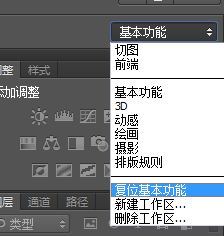 基本功能
切图
前端
基本功能
3D
动感
绘画
摄影
排版规则
复位基本功能
新建工作区...
删除工作区...
调整 样式
添加调整
图层 通道 路径
类型